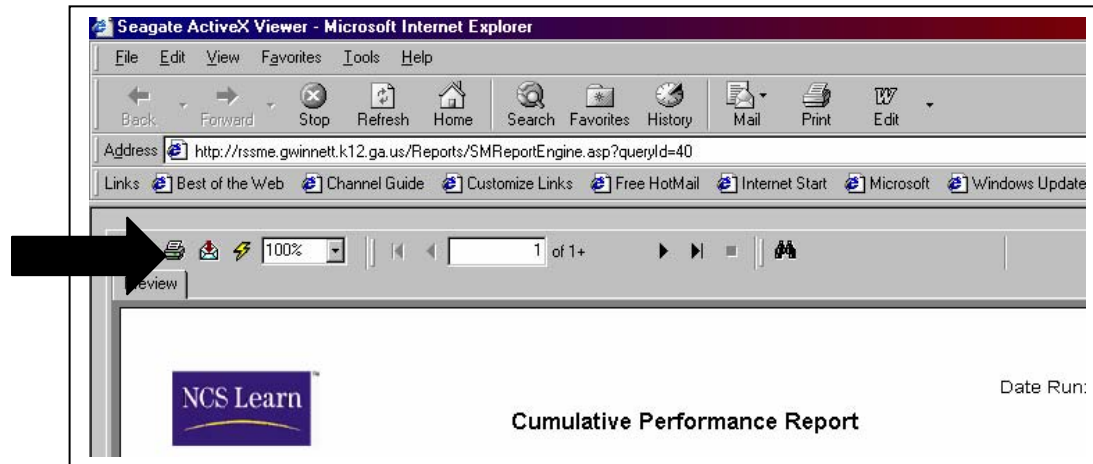 Seagate ActiveX Viewer - Microsoft Internet Explorer
File Edit View Favorites Tools Help
Back Forward Stop Refresh Home Search Favorites History Mail Print Edit
Address http://rssme.gwinnett.k12.ga.us/Reports/SMReportEngine.asp?queryId=40
Links Best of the Web Channel Guide Customize Links Free HotMail Internet Start Microsoft Windows Update
100% 1 of 1+
review
NCS Learn™
Date Run:
Cumulative Performance Report